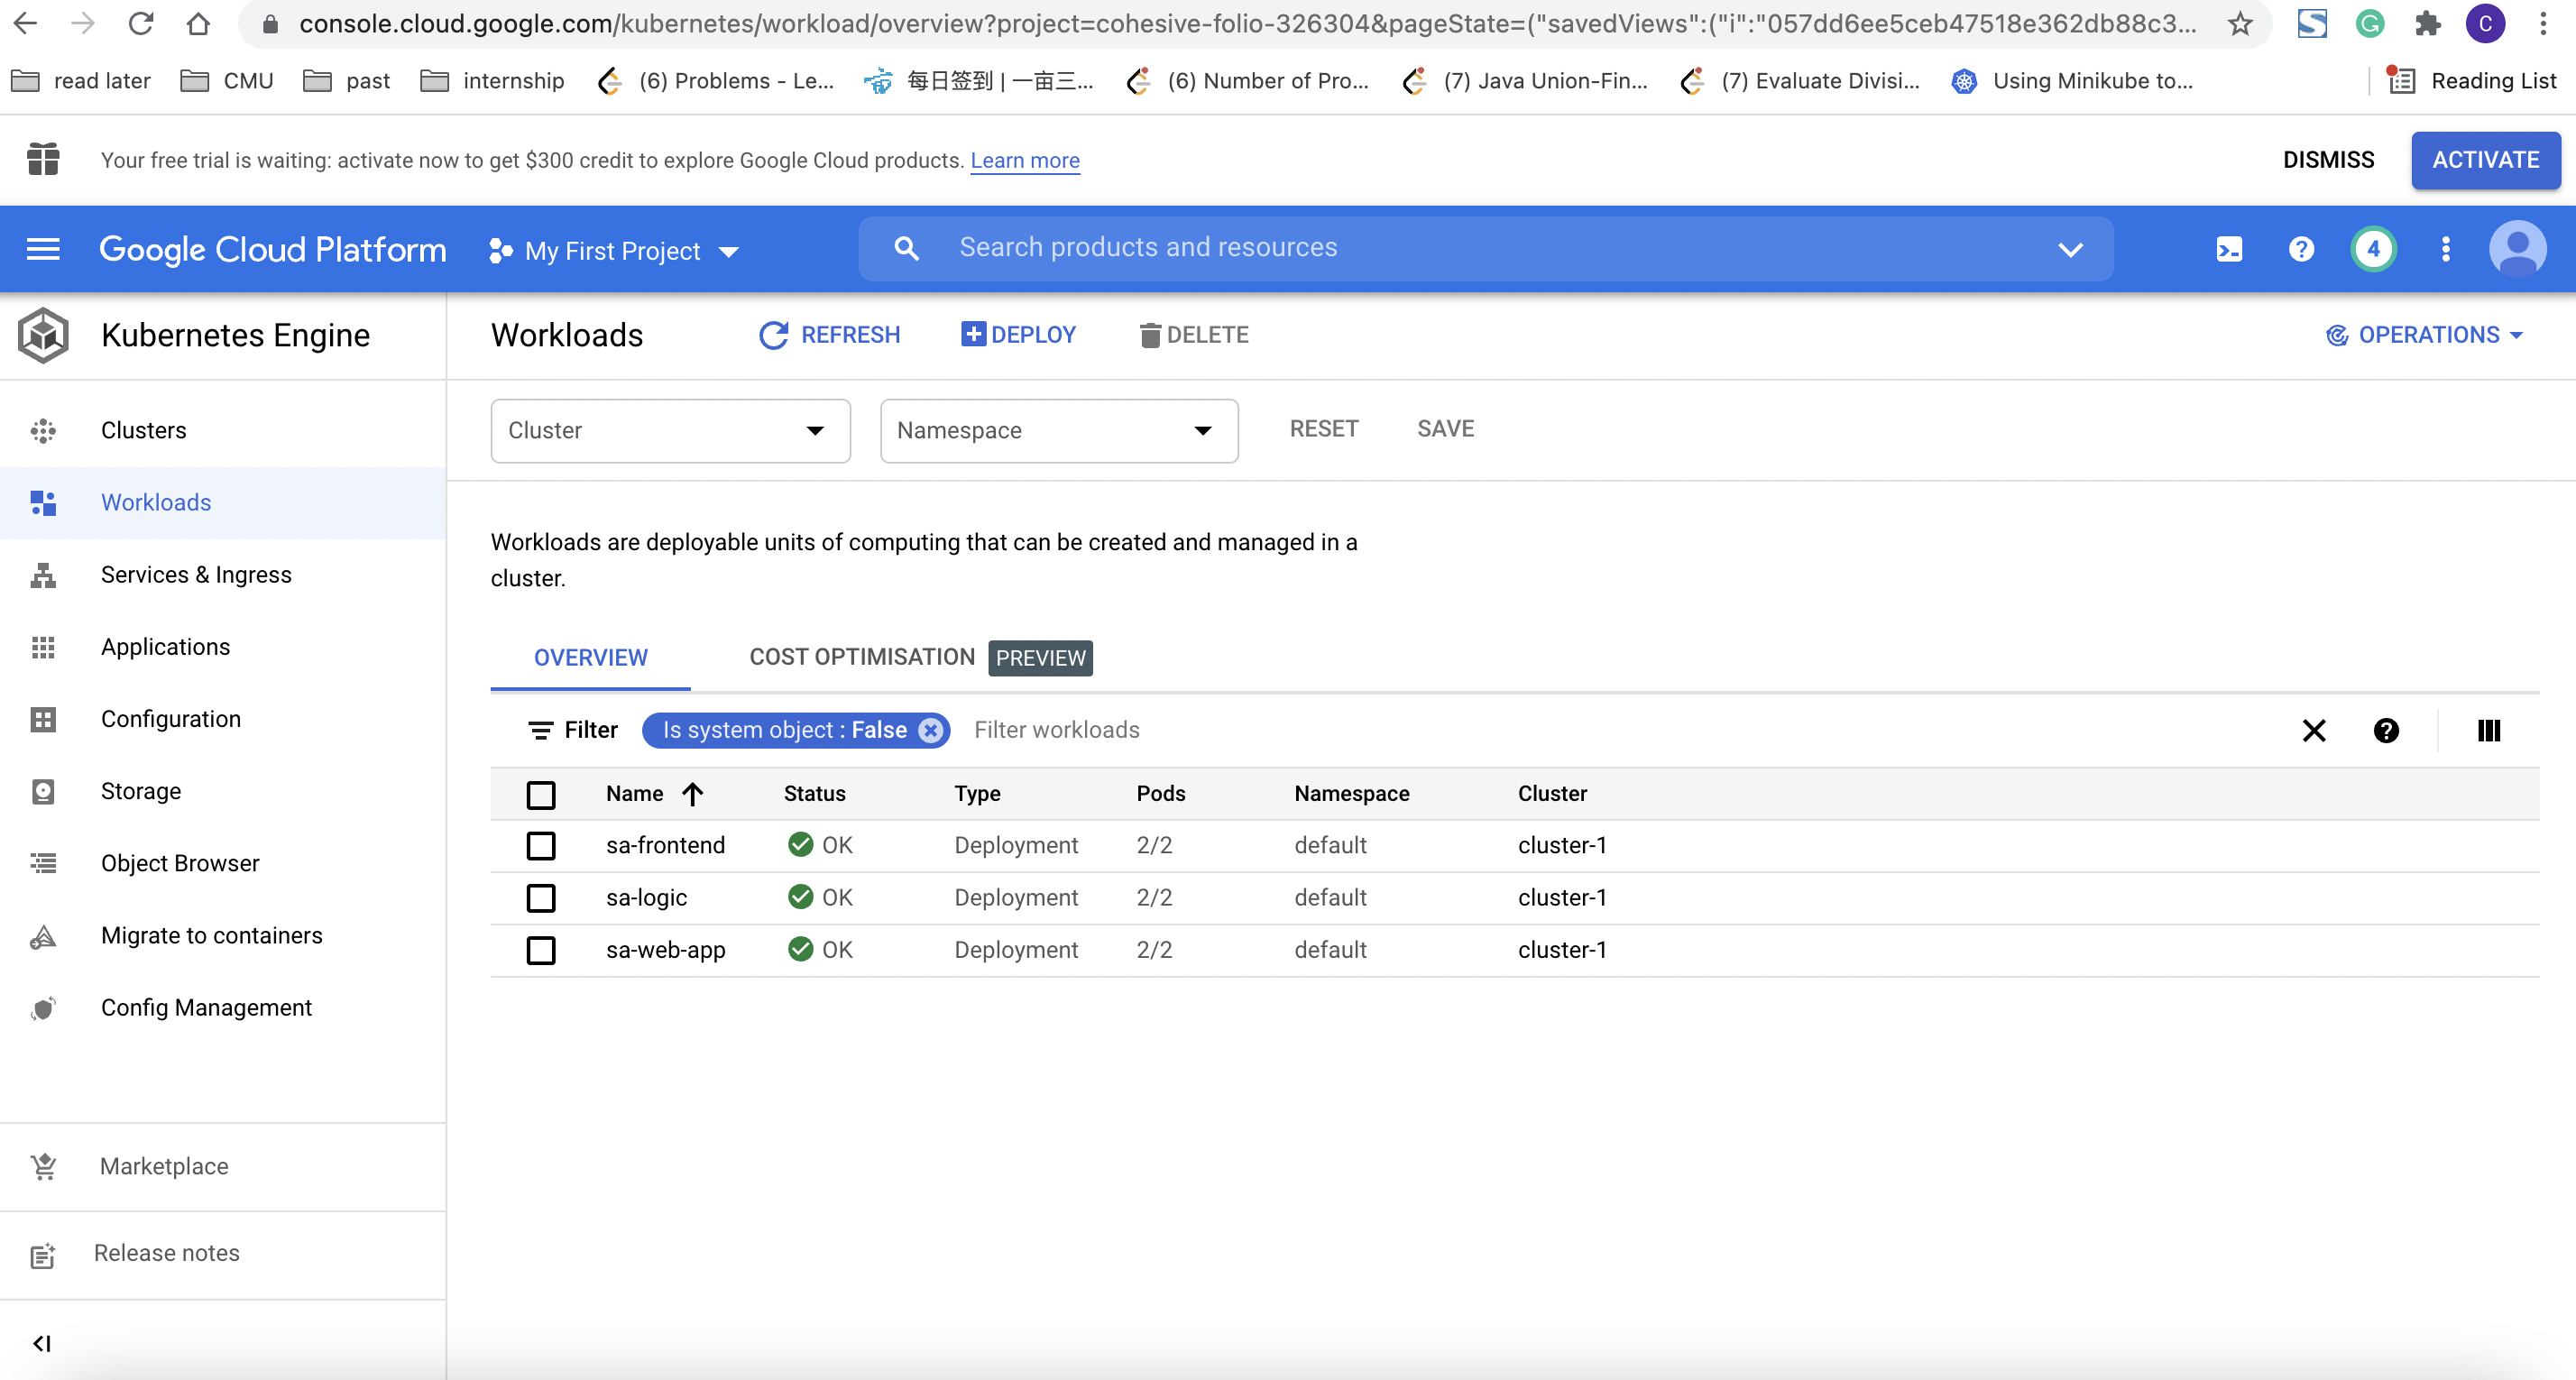 console.cloud.google.com/kubernetes/workload/overview?project=cohesive-folio-326304&pageState=("savedViews":("i":"057dd6ee5ceb47518e362db88c3...
C
read later CMU past internship (6) Problems - Le... 每日签到 | 一亩三... (6) Number of Pro... (7) Java Union-Fin... (7) Evaluate Divisi... Using Minikube to... Reading List
Your free trial is waiting: activate now to get $300 credit to explore Google Cloud products. Learn more DISMISS ACTIVATE
Google Cloud Platform My First Project Search products and resources 4
Kubernetes Engine
Workloads REFRESH DEPLOY DELETE OPERATIONS
Clusters
Workloads
Services & Ingress
Applications
Configuration
Storage
Object Browser
Migrate to containers
Config Management
Marketplace
Release notes
Cluster Namespace RESET SAVE
Workloads are deployable units of computing that can be created and managed in a
cluster.
OVERVIEW COST OPTIMISATION PREVIEW
Filter Is system object : False Filter workloads
Name Status Type Pods Namespace Cluster
sa-frontend OK Deployment 2/2 default cluster-1
sa-logic OK Deployment 2/2 default cluster-1
sa-web-app OK Deployment 2/2 default cluster-1